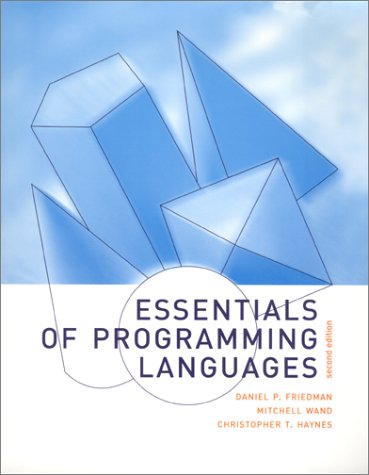 ESSENTIALS
OF PROGRAMMING
LANGUAGES
second edition
DANIEL P. FRIEDMAN
MITCHELL WAND
CHRISTOPHER T. HAYNES